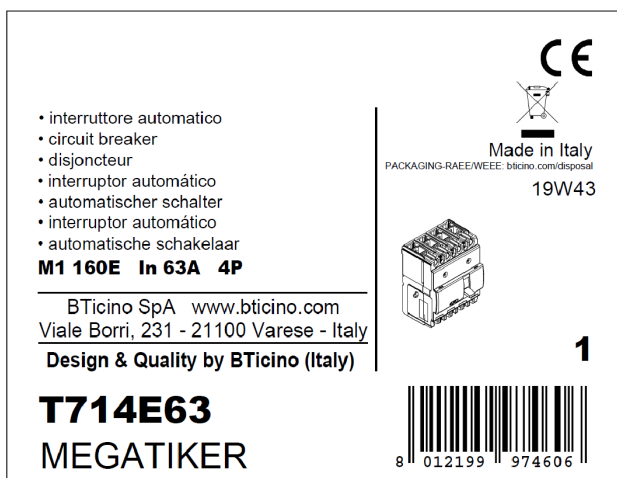 CE
• interruttore automatico
• circuit breaker
• disjoncteur
• interruptor automático
• automatischer schalter
• interruptor automático
• automatische schakelaar
M1 160E In 63A 4P
BTicino SpA www.bticino.com
Viale Borri, 231 - 21100 Varese - Italy
Design & Quality by BTicino (Italy)
T714E63
MEGATIKER
Made in Italy
PACKAGING-RAEE/WEEE: bticino.com/disposal
19W43
1
8 012199 974606